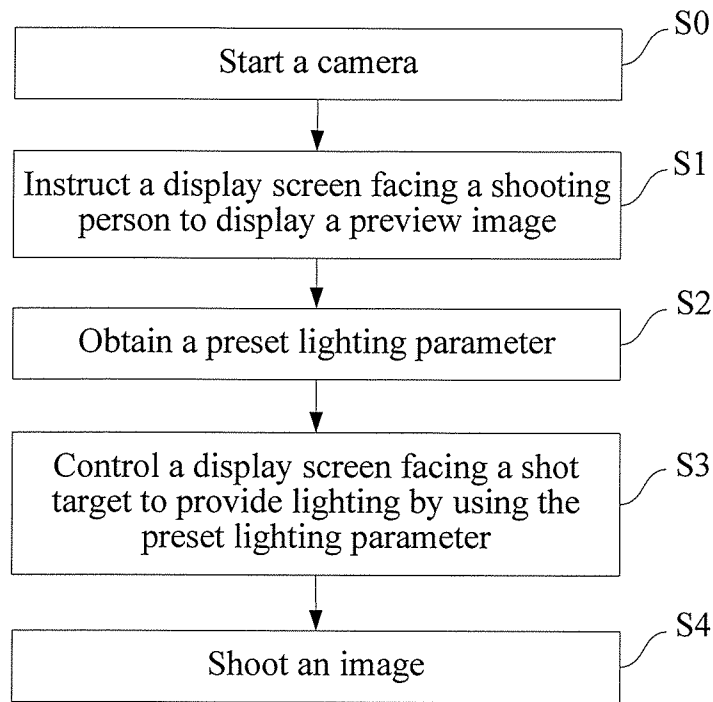 S0
Start a camera
S1
Instruct a display screen facing a shooting
person to display a preview image
S2
Obtain a preset lighting parameter
S3
Control a display screen facing a shot
target to provide lighting by using the
preset lighting parameter
S4
Shoot an image